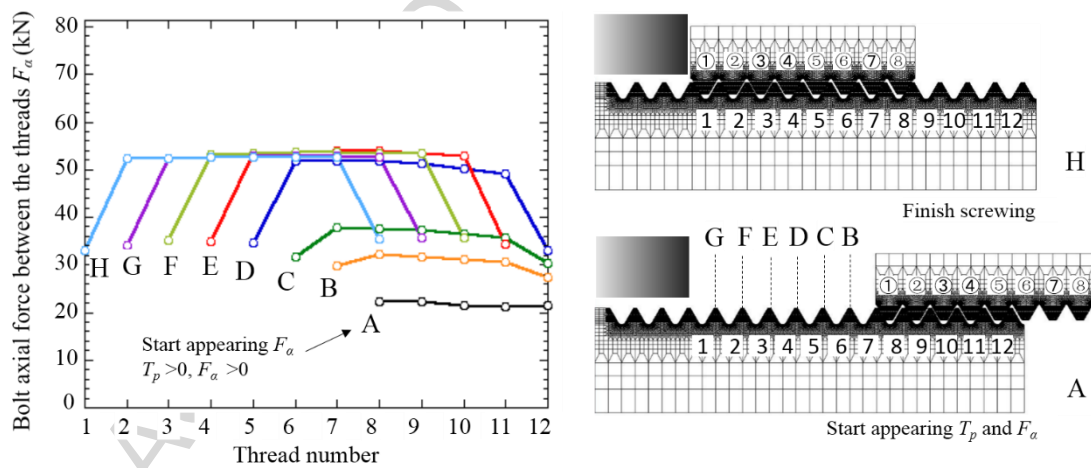 Bolt axial force between the threads Fα (kN)
80
70
60
50
40
30
20
10
0
H
G
F
E
D
C
B
A
Start appearing Fα
Tp >0, Fα >0
1 2 3 4 5 6 7 8 9 10 11 12
Thread number
① ② ③ ④ ⑤ ⑥ ⑦ ⑧
1 2 3 4 5 6 7 8 9 10 11 12
H
Finish screwing
G F E D C B
① ② ③ ④ ⑤ ⑥ ⑦ ⑧
1 2 3 4 5 6 7 8 9 10 11 12
A
Start appearing Tp and Fα